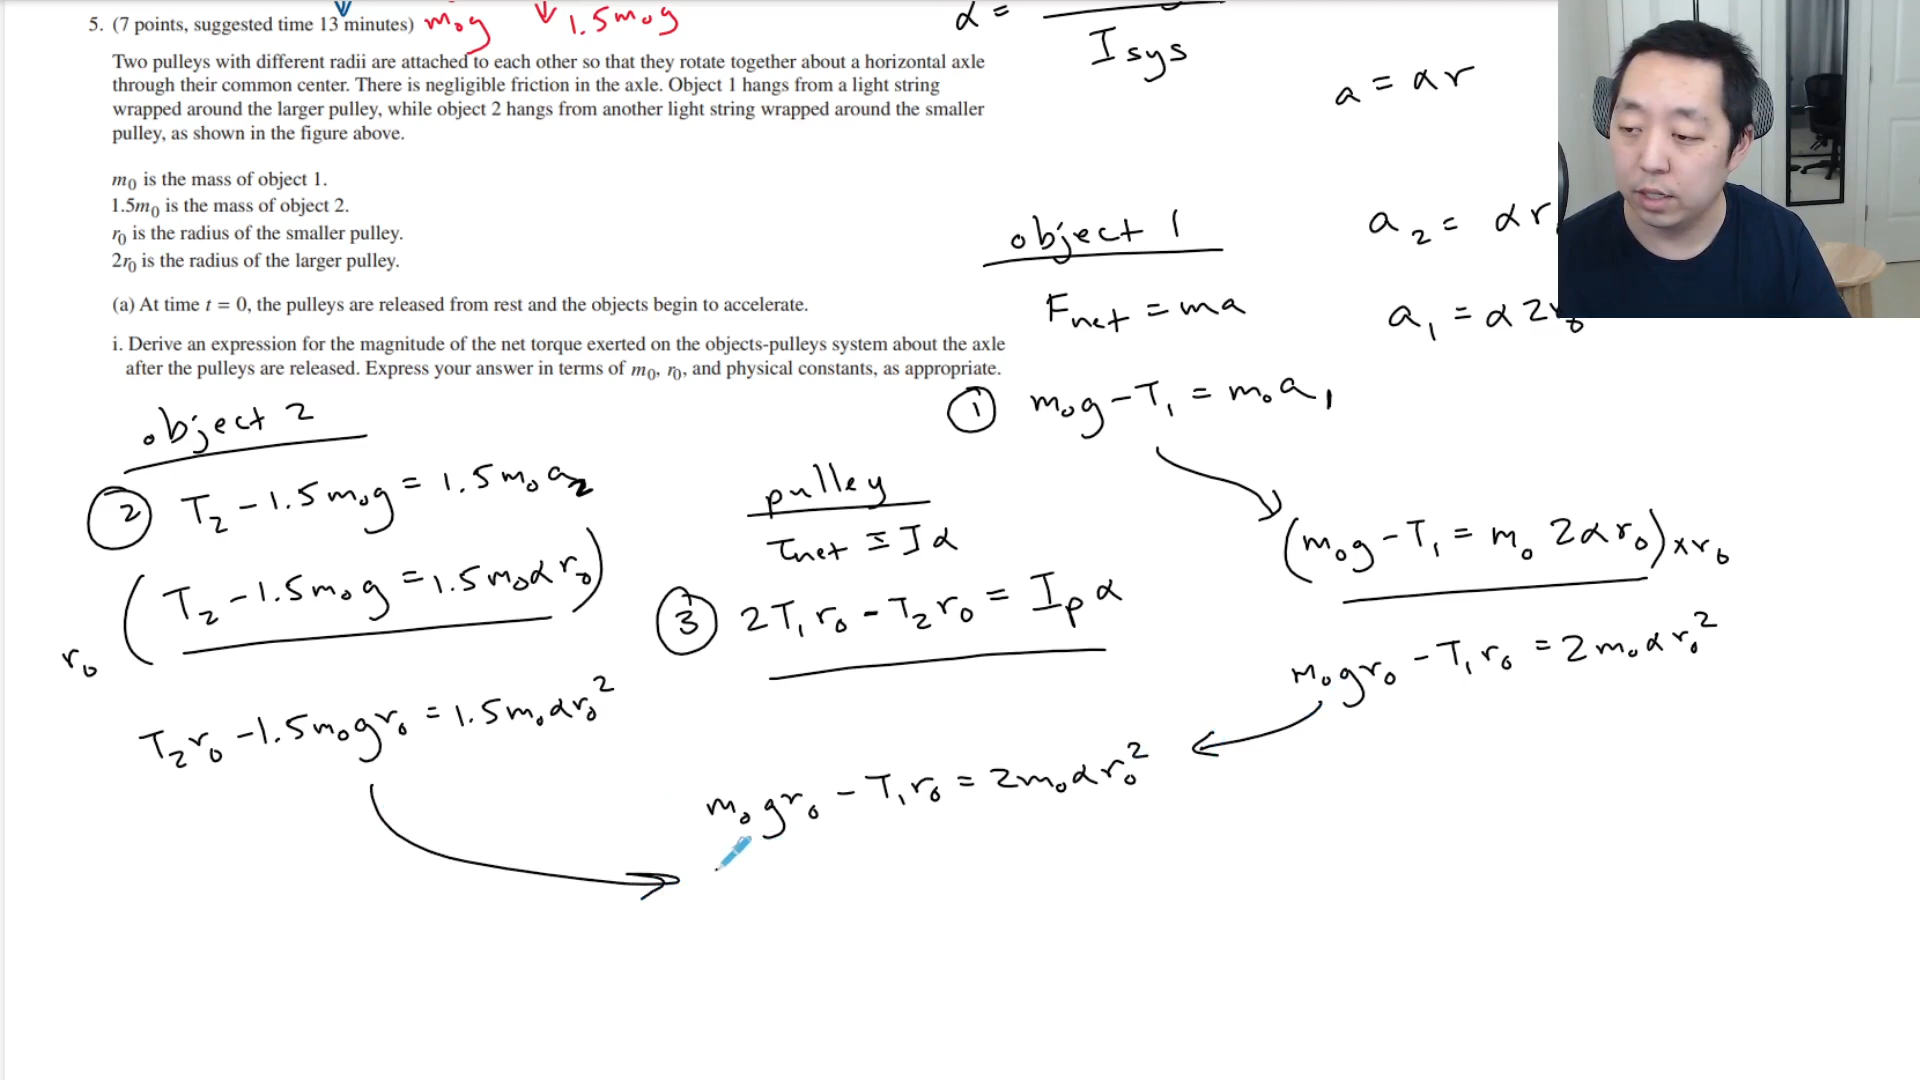 5. (7 points, suggested time 13 minutes)
m₀g
1.5m₀g
Two pulleys with different radii are attached to each other so that they rotate together about a horizontal axle
through their common center. There is negligible friction in the axle. Object 1 hangs from a light string
wrapped around the larger pulley, while object 2 hangs from another light string wrapped around the smaller
pulley, as shown in the figure above.
m₀ is the mass of object 1.
1.5m₀ is the mass of object 2.
r₀ is the radius of the smaller pulley.
2r₀ is the radius of the larger pulley.
(a) At time t = 0, the pulleys are released from rest and the objects begin to accelerate.
i. Derive an expression for the magnitude of the net torque exerted on the objects-pulleys system about the axle
after the pulleys are released. Express your answer in terms of m₀, r₀, and physical constants, as appropriate.
α =
I sys
a = αr
a₂ = αr
a₁ = α2r₀
object 1
Fnet = ma
① m₀g - T₁ = m₀a₁
(m₀g - T₁ = m₀ 2αr₀) × r₀
m₀gr₀ - T₁r₀ = 2m₀αr₀²
object 2
② T₂ - 1.5m₀g = 1.5m₀a₂
r₀ (T₂ - 1.5m₀g = 1.5m₀αr₀)
T₂r₀ - 1.5m₀gr₀ = 1.5m₀αr₀²
pulley
τnet = Iα
③ 2T₁r₀ - T₂r₀ = Ipα
m₀gr₀ - T₁r₀ = 2m₀αr₀²